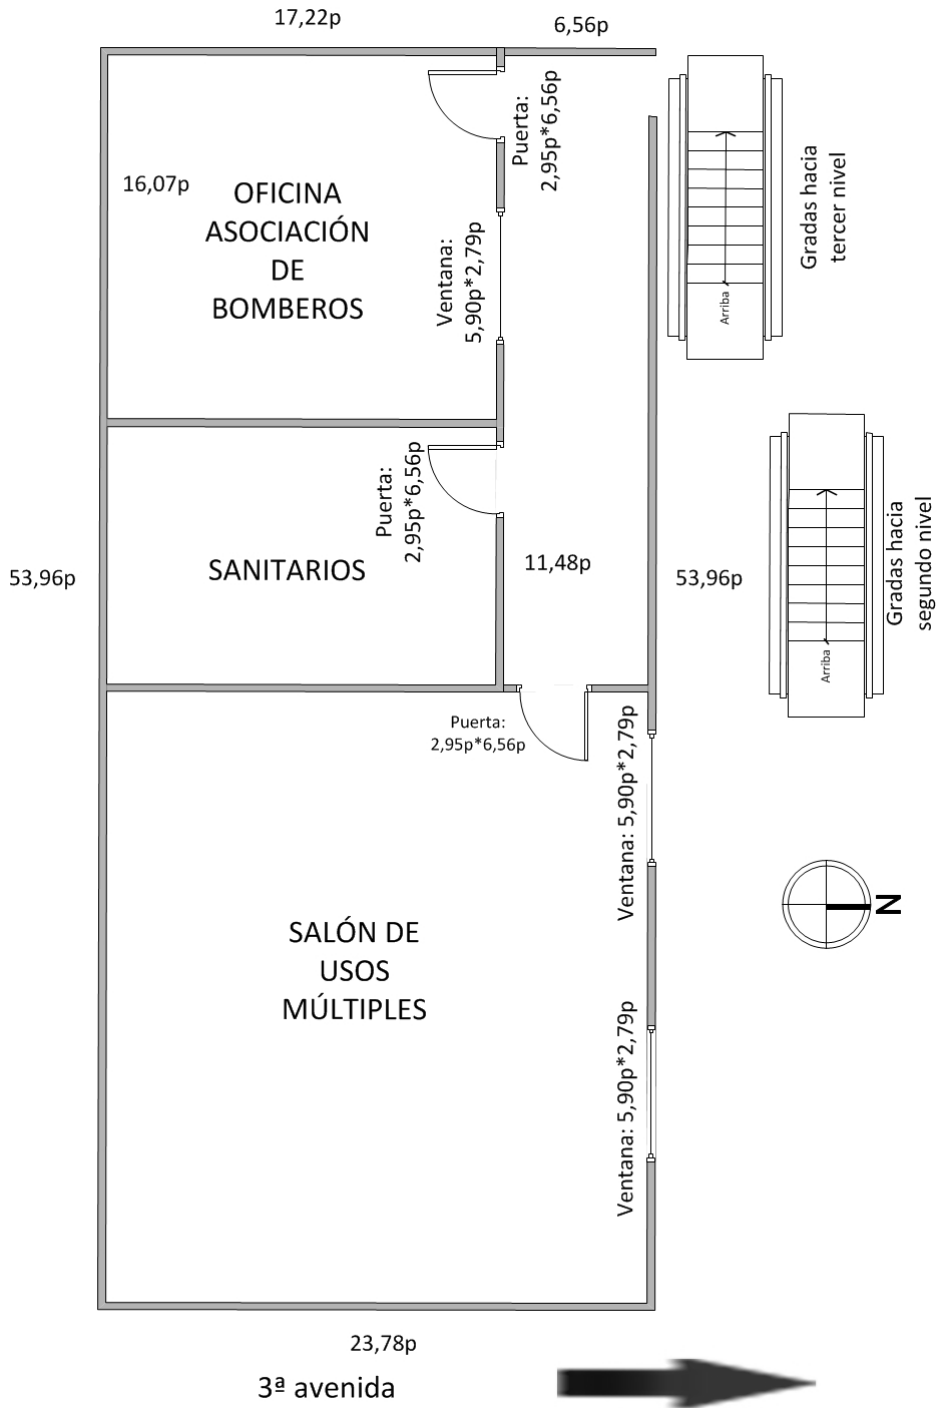 17,22p
6,56p
Puerta:
2,95p*6,56p
16,07p
OFICINA
ASOCIACIÓN
DE
BOMBEROS
Ventana:
5,90p*2,79p
Gradas hacia
tercer nivel
Arriba
Puerta:
2,95p*6,56p
SANITARIOS
11,48p
53,96p
53,96p
Gradas hacia
segundo nivel
Arriba
Puerta:
2,95p*6,56p
Ventana: 5,90p*2,79p
N
SALÓN DE
USOS
MÚLTIPLES
Ventana: 5,90p*2,79p
23,78p
3ª avenida